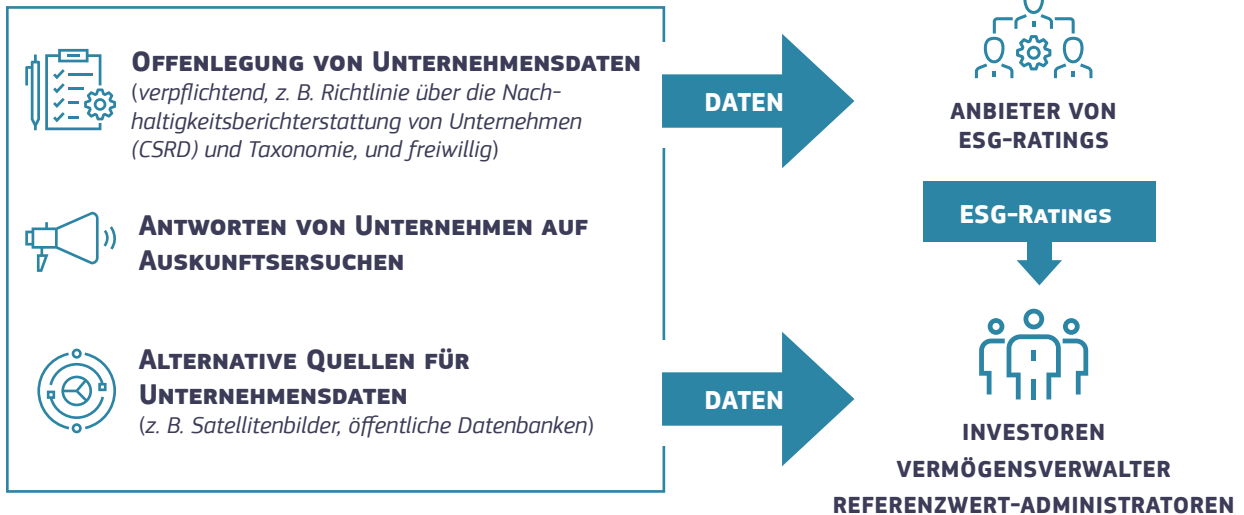 OFFENLEGUNG VON UNTERNEHMENSDATEN
(verpflichtend, z. B. Richtlinie über die Nach-
haltigkeitsberichterstattung von Unternehmen
(CSRD) und Taxonomie, und freiwillig)
ANTWORTEN VON UNTERNEHMEN AUF
AUSKUNFTSERSUCHEN
ALTERNATIVE QUELLEN FÜR
UNTERNEHMENSDATEN
(z. B. Satellitenbilder, öffentliche Datenbanken)
DATEN
DATEN
ANBIETER VON
ESG-RATINGS
ESG-RATINGS
INVESTOREN
VERMÖGENSVERWALTER
REFERENZWERT-ADMINISTRATOREN